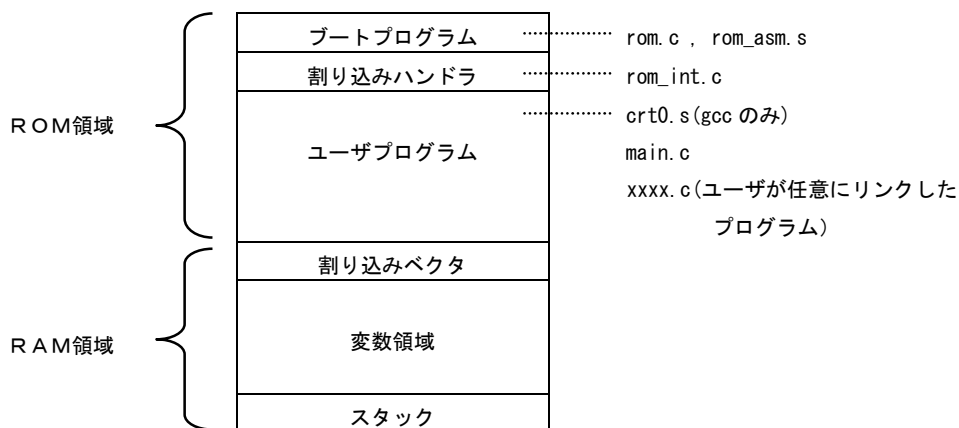 ブートプログラム
rom.c , rom_asm.s
割り込みハンドラ
rom_int.c
ROM領域
ユーザプログラム
crt0.s(gcc のみ)
main.c
xxxx.c(ユーザが任意にリンクした
プログラム)
割り込みベクタ
RAM領域
変数領域
スタック